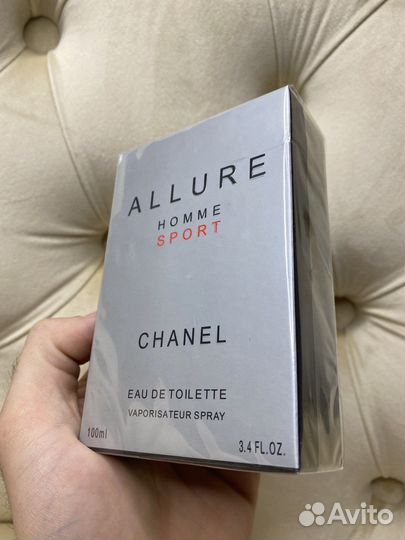 ALLURE
HOMME
SPORT
CHANEL
EAU DE TOILETTE
VAPORISATEUR SPRAY
100ml
3.4 FL.OZ.
Avito